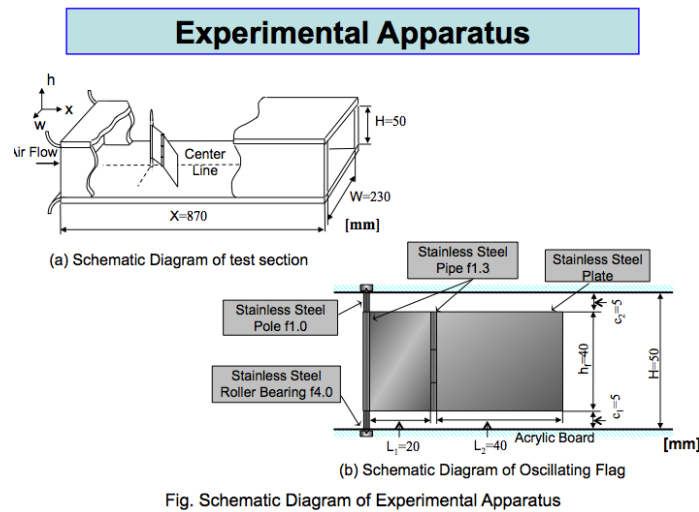 Experimental Apparatus
h
x
w
Air Flow
Center
Line
H=50
W=230
X=870
[mm]
(a) Schematic Diagram of test section
Stainless Steel
Pipe f1.3
Stainless Steel
Plate
Stainless Steel
Pole f1.0
Stainless Steel
Roller Bearing f4.0
c₂=5
hf=40
H=50
c₁=5
L₁=20
L₂=40
Acrylic Board
[mm]
(b) Schematic Diagram of Oscillating Flag
Fig. Schematic Diagram of Experimental Apparatus